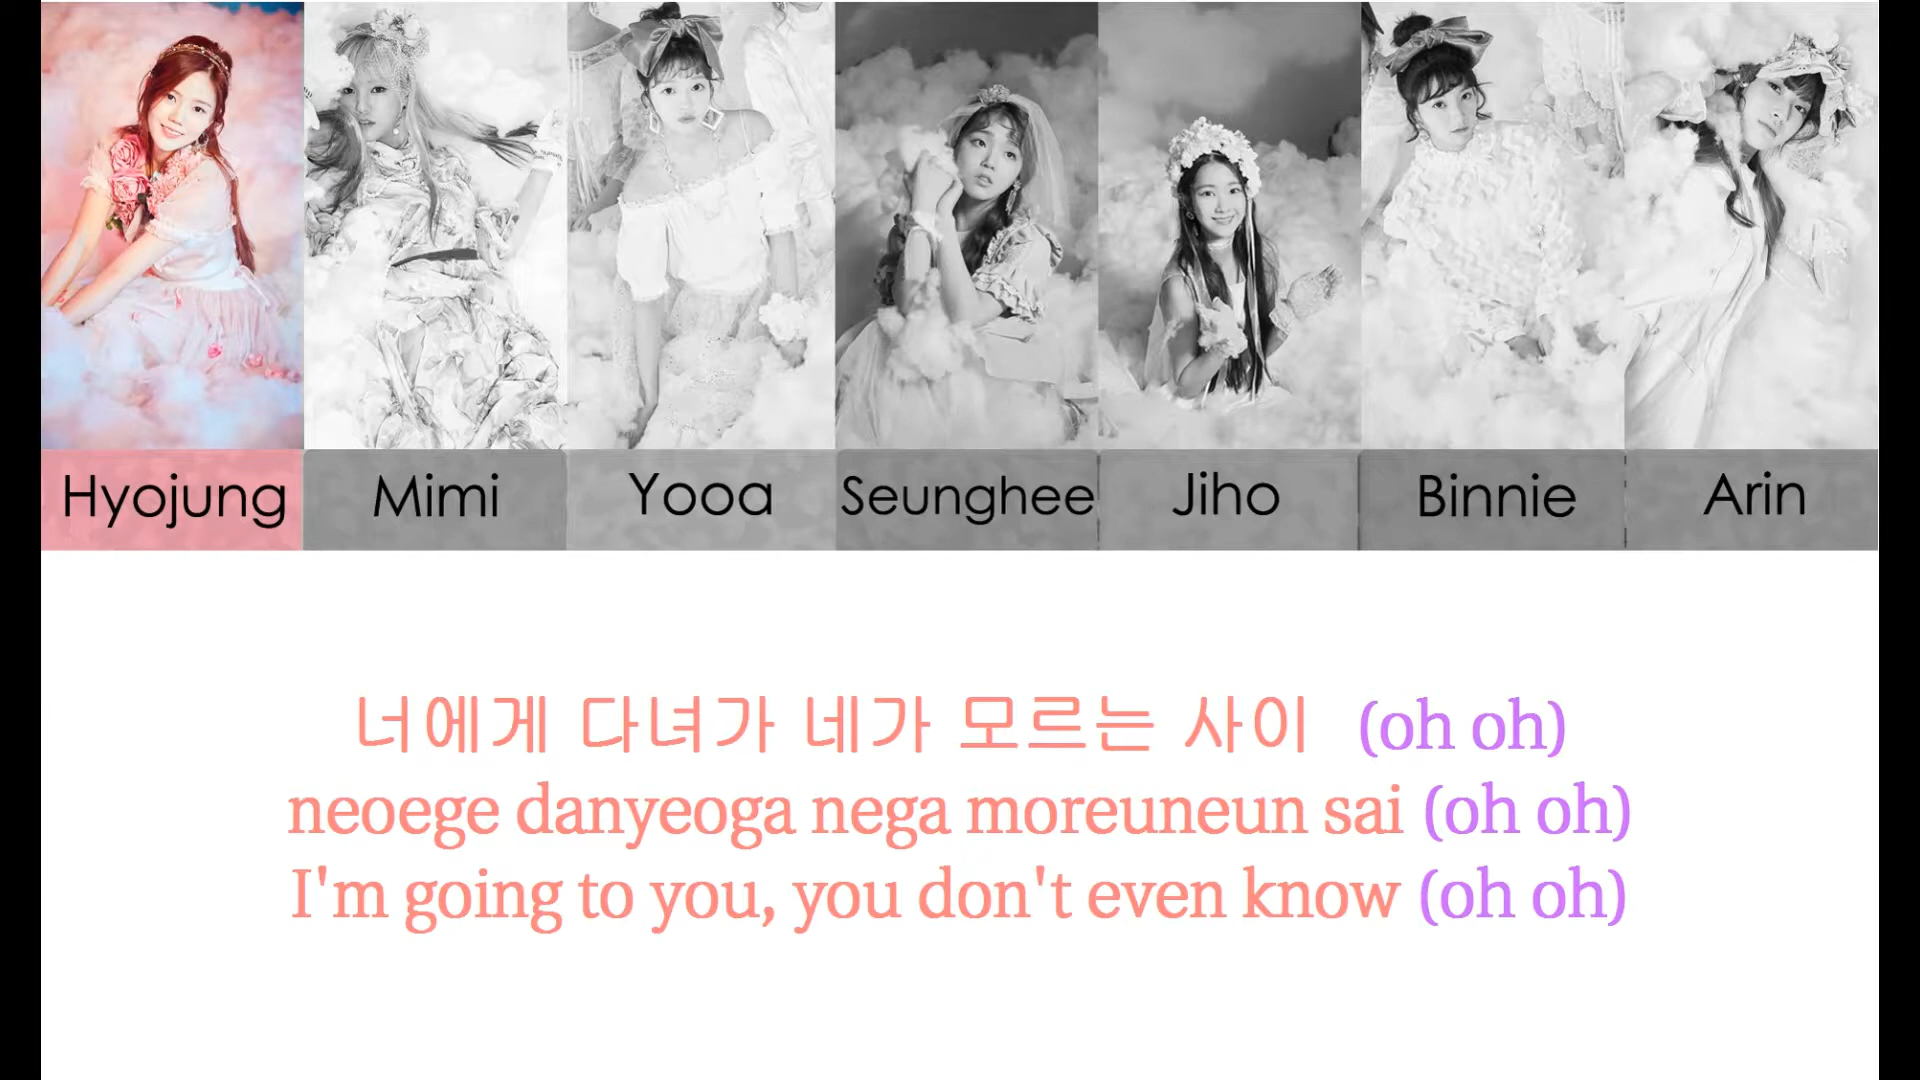 Hyojung Mimi Yooa Seunghee Jiho Binnie Arin
너에게 다녀가 네가 모르는 사이 (oh oh)
neoege danyeoga nega moreuneun sai (oh oh)
I'm going to you, you don't even know (oh oh)